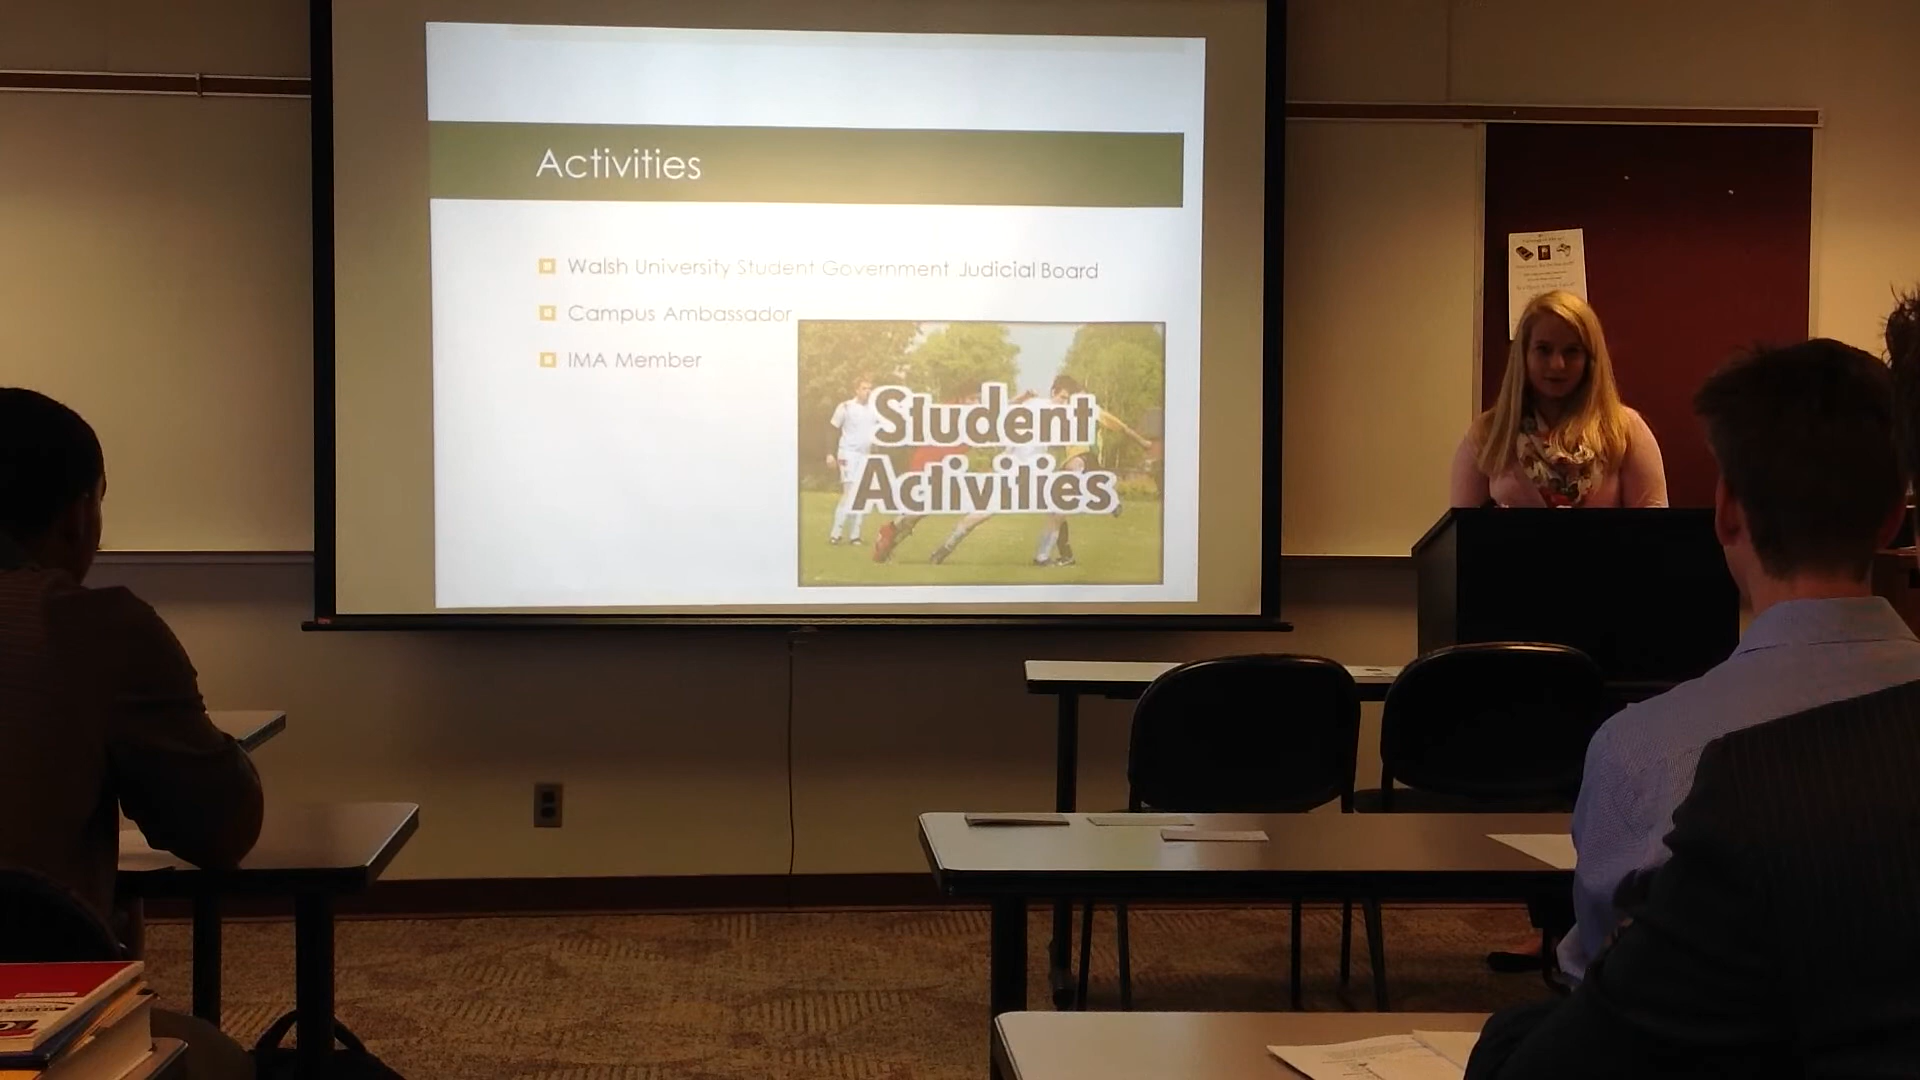 Activities
Walsh University Student Government Judicial Board
Campus Ambassador
IMA Member
Student
Activities